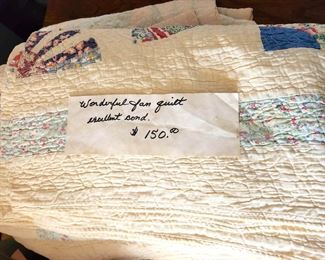 Wonderful fan quilt
excellent cond.
$ 150.00